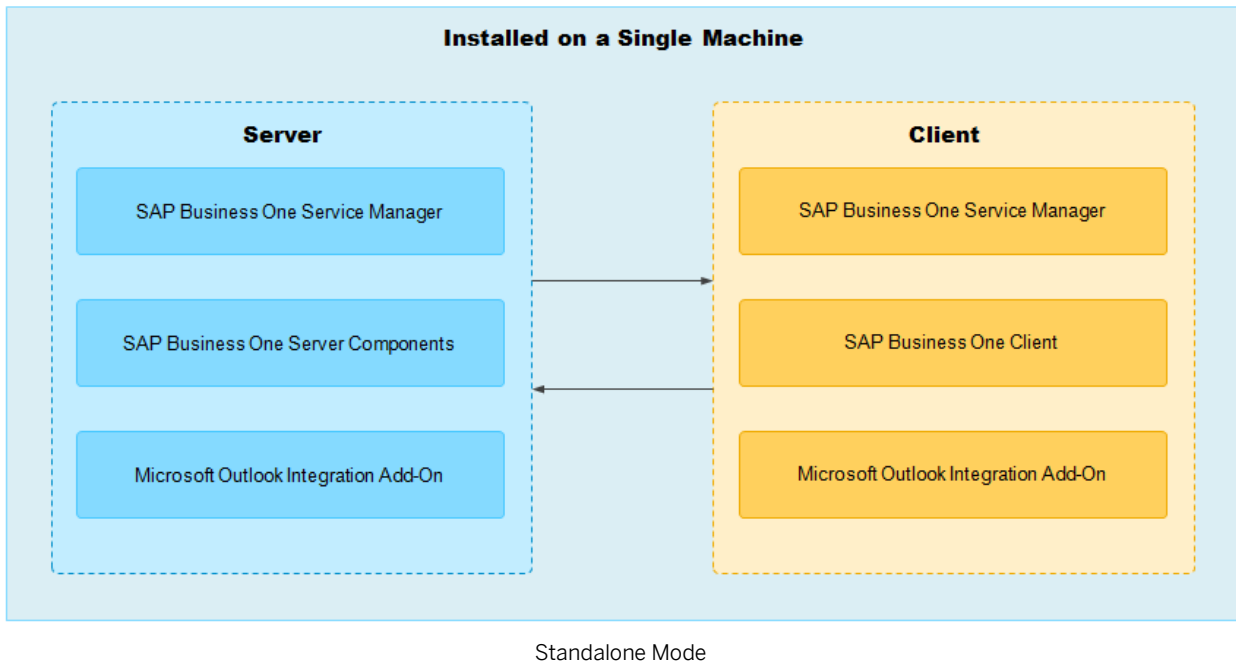 Installed on a Single Machine
Server
SAP Business One Service Manager
SAP Business One Server Components
Microsoft Outlook Integration Add-On
Client
SAP Business One Service Manager
SAP Business One Client
Microsoft Outlook Integration Add-On
Standalone Mode